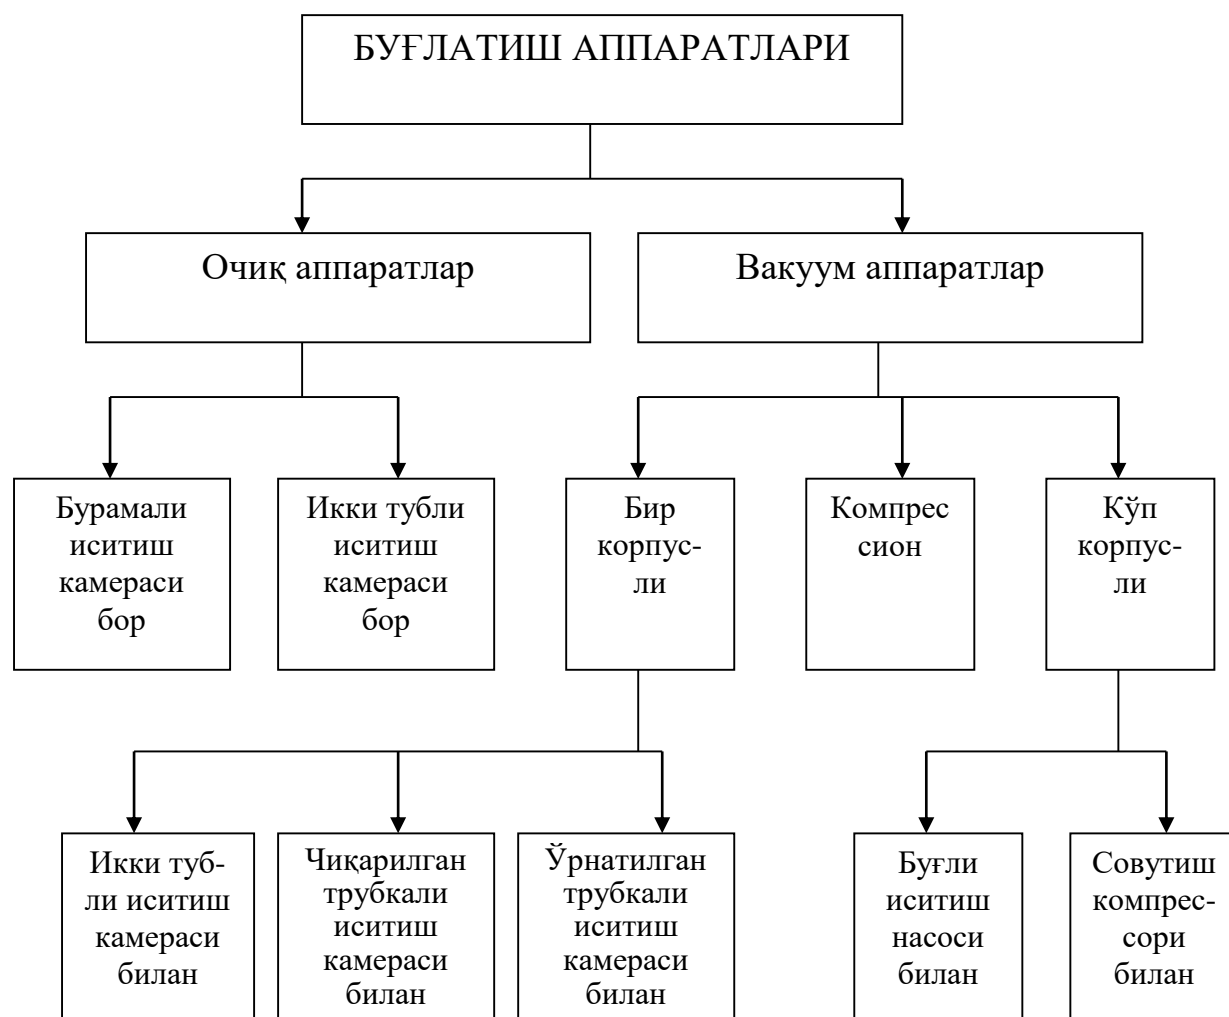 БУҒЛАТИШ АППАРАТЛАРИ
Очиқ аппаратлар
Вакуум аппаратлар
Бурамали
иситиш
камераси
бор
Икки тубли
иситиш
камераси
бор
Бир
корпус-
ли
Компрес
сион
Кўп
корпус-
ли
Икки туб-
ли иситиш
камераси
билан
Чиқарилган
трубкали
иситиш
камераси
билан
Ўрнатилган
трубкали
иситиш
камераси
билан
Буғли
иситиш
насоси
билан
Совутиш
компрес-
сори
билан